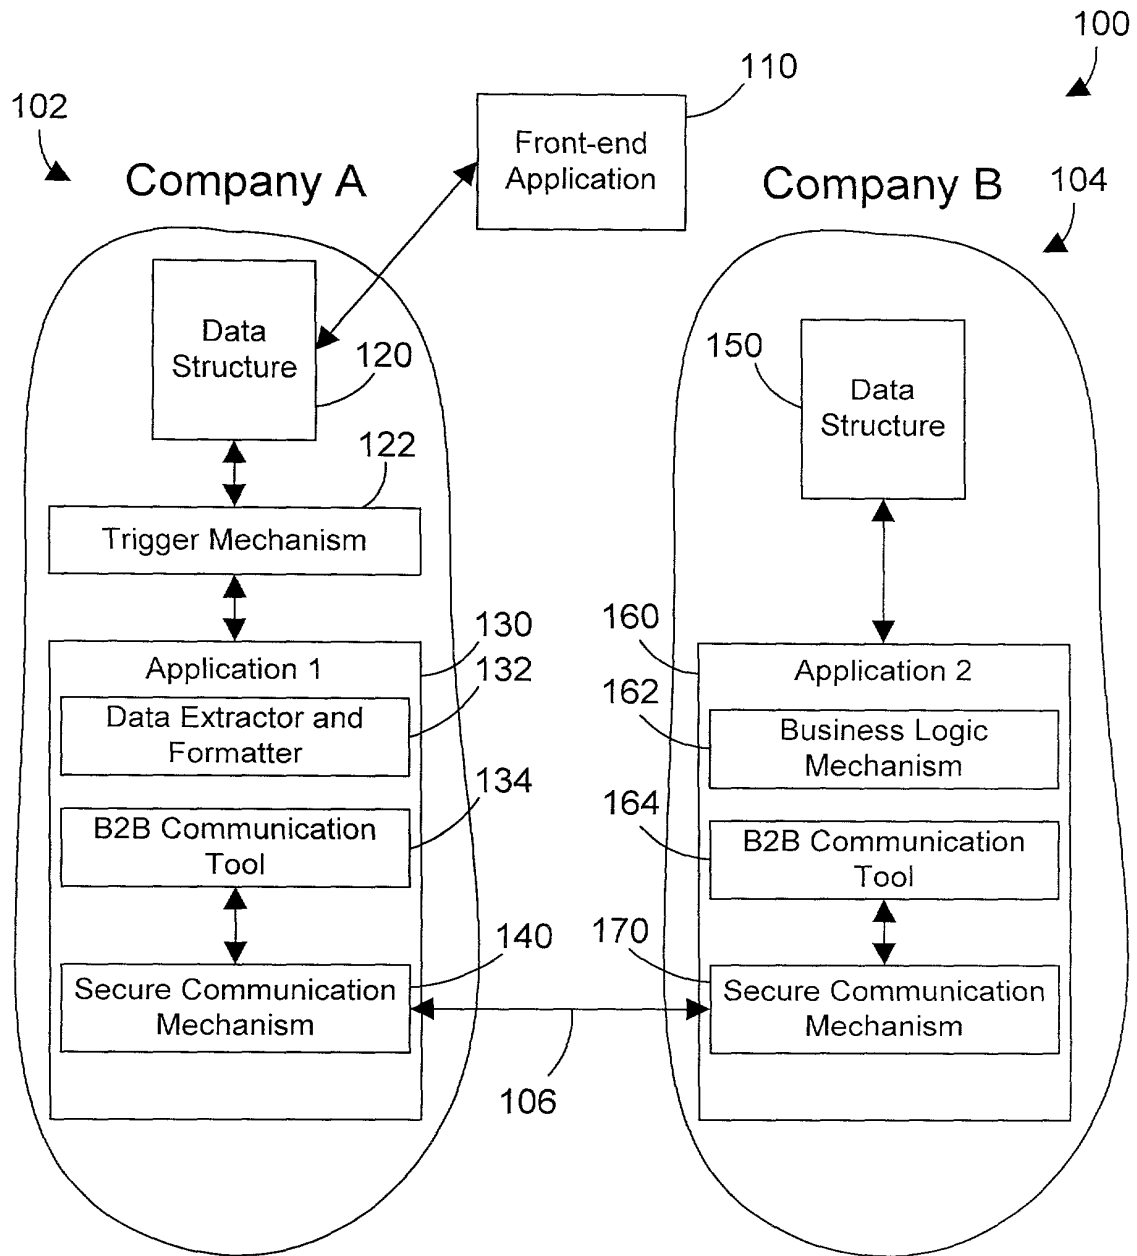 100
110
102
Front-end
Application
Company A
Company B
104
Data
Structure
120
150
Data
Structure
122
Trigger Mechanism
130
160
Application 1
Application 2
132
162
Data Extractor and
Formatter
Business Logic
Mechanism
134
164
B2B Communication
Tool
B2B Communication
Tool
140
170
Secure Communication
Mechanism
Secure Communication
Mechanism
106